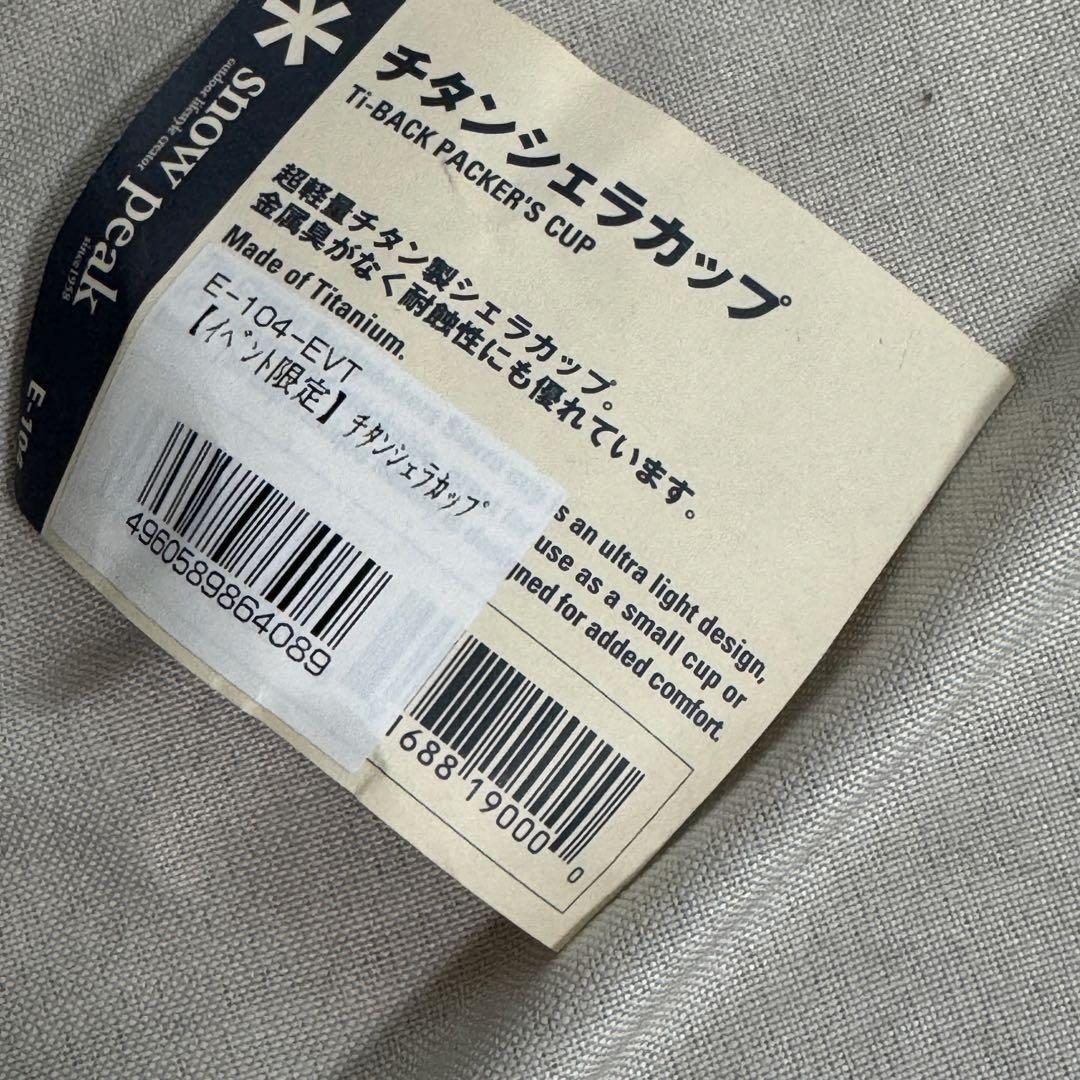 snow peak
outdoor lifestyle creator
since1958
E-104
チタンシェラカップ
Ti-BACK PACKER'S CUP
超軽量チタン製シェラカップ。
金属臭がなく耐蝕性にも優れています。
Made of Titanium.
s an ultra light design,
use as a small cup or
gned for added comfort.
E-104-EVT
【ｲﾍﾞﾝﾄ限定】 ﾁﾀﾝｼｪﾗｶｯﾌﾟ
4960589864089
1688 19000 0